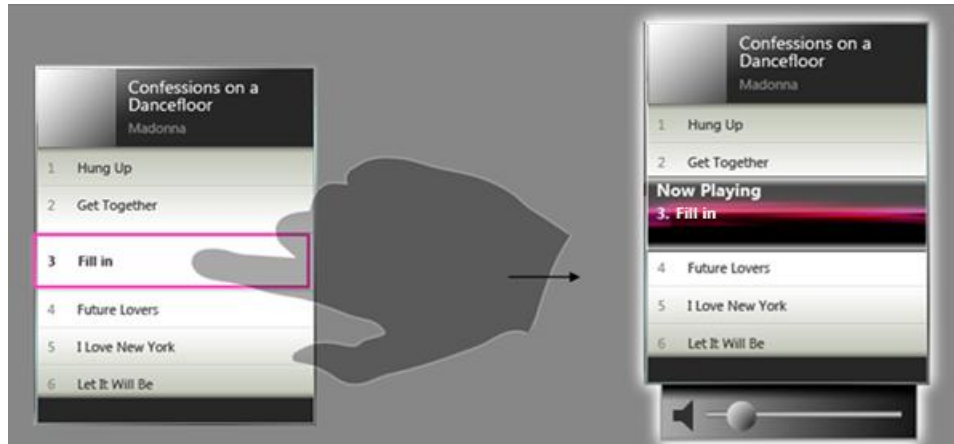 Confessions on a
Dancefloor
Madonna
1 Hung Up
2 Get Together
3 Fill in
4 Future Lovers
5 I Love New York
6 Let It Will Be
Confessions on a
Dancefloor
Madonna
1 Hung Up
2 Get Together
Now Playing
3. Fill in
4 Future Lovers
5 I Love New York
6 Let It Will Be